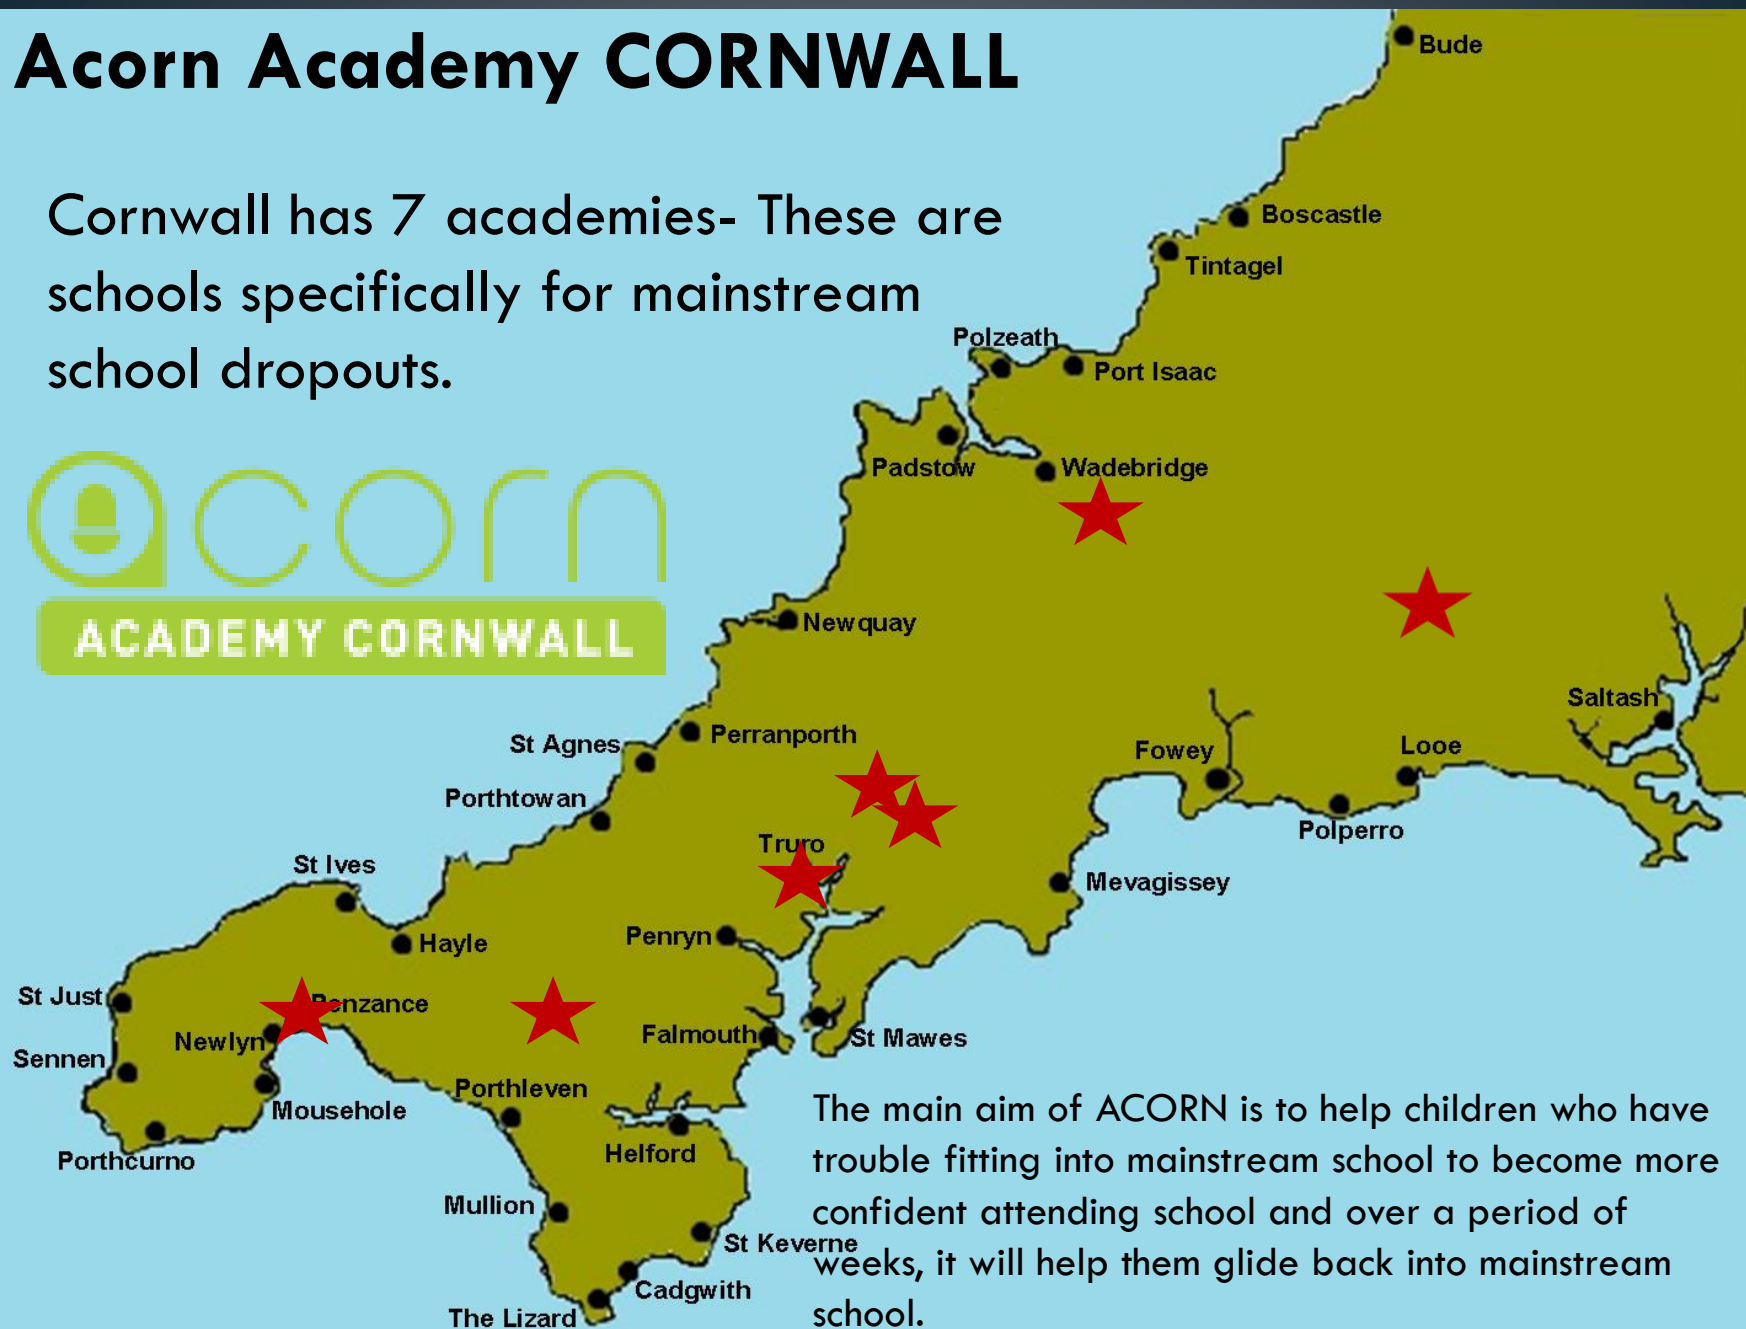 Acorn Academy CORNWALL
Cornwall has 7 academies- These are
schools specifically for mainstream
school dropouts.
acorn
ACADEMY CORNWALL
Bude
Boscastle
Tintagel
Polzeath
Port Isaac
Padstow
Wadebridge
Newquay
Saltash
Perranporth
St Agnes
Fowey
Looe
Porthtowan
Polperro
Truro
St Ives
Mevagissey
Penryn
Hayle
St Just
Penzance
Newlyn
Falmouth
St Mawes
Sennen
Porthleven
Mousehole
Helford
Porthcurno
Mullion
St Keverne
Cadgwith
The Lizard
The main aim of ACORN is to help children who have
trouble fitting into mainstream school to become more
confident attending school and over a period of
weeks, it will help them glide back into mainstream
school.